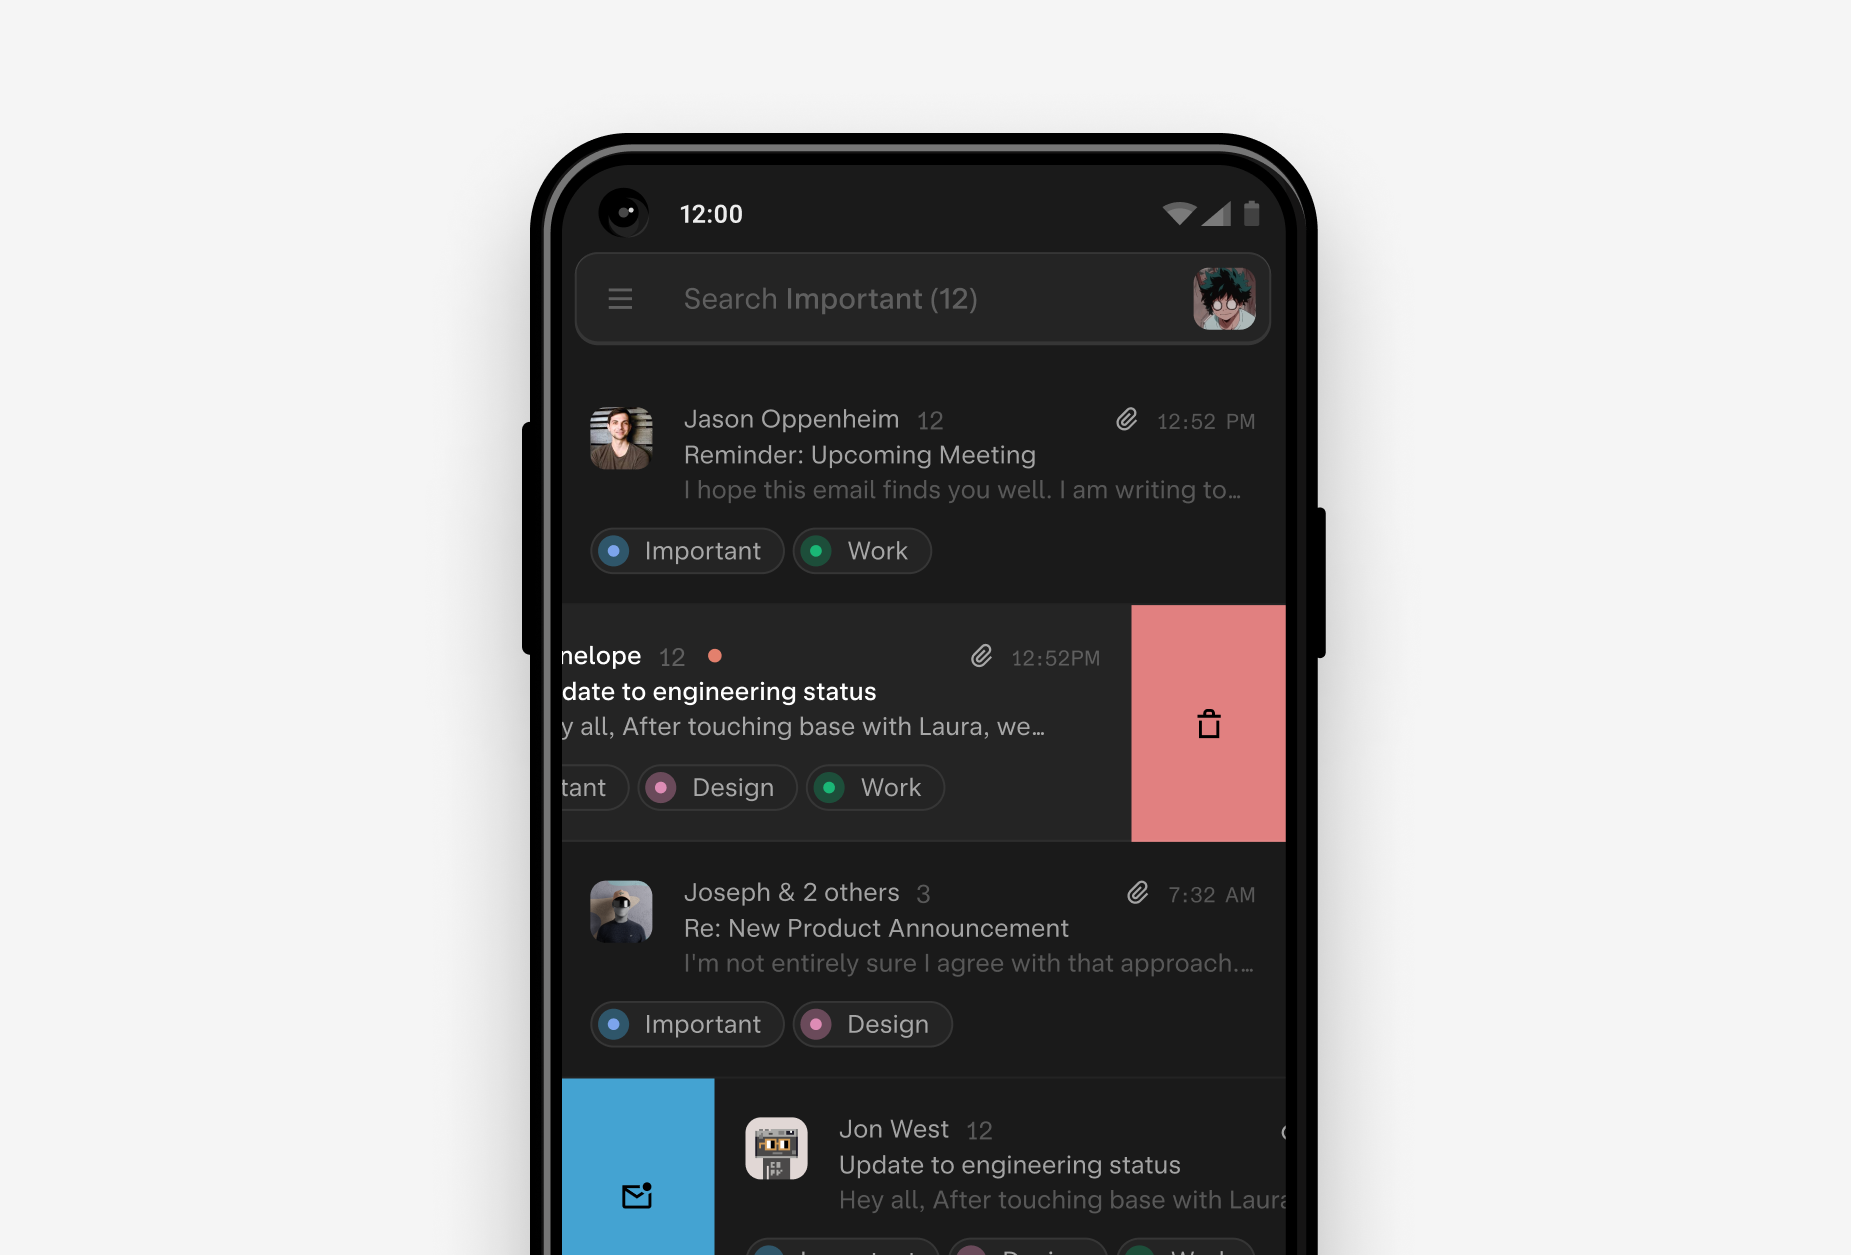 12:00
Search Important (12)
Jason Oppenheim 12 12:52 PM
Reminder: Upcoming Meeting
I hope this email finds you well. I am writing to…
Important Work
nelope 12 12:52PM
date to engineering status
y all, After touching base with Laura, we…
tant Design Work
Joseph & 2 others 3 7:32 AM
Re: New Product Announcement
I'm not entirely sure I agree with that approach.…
Important Design
Jon West 12
Update to engineering status
Hey all, After touching base with Laura
Important Design Work